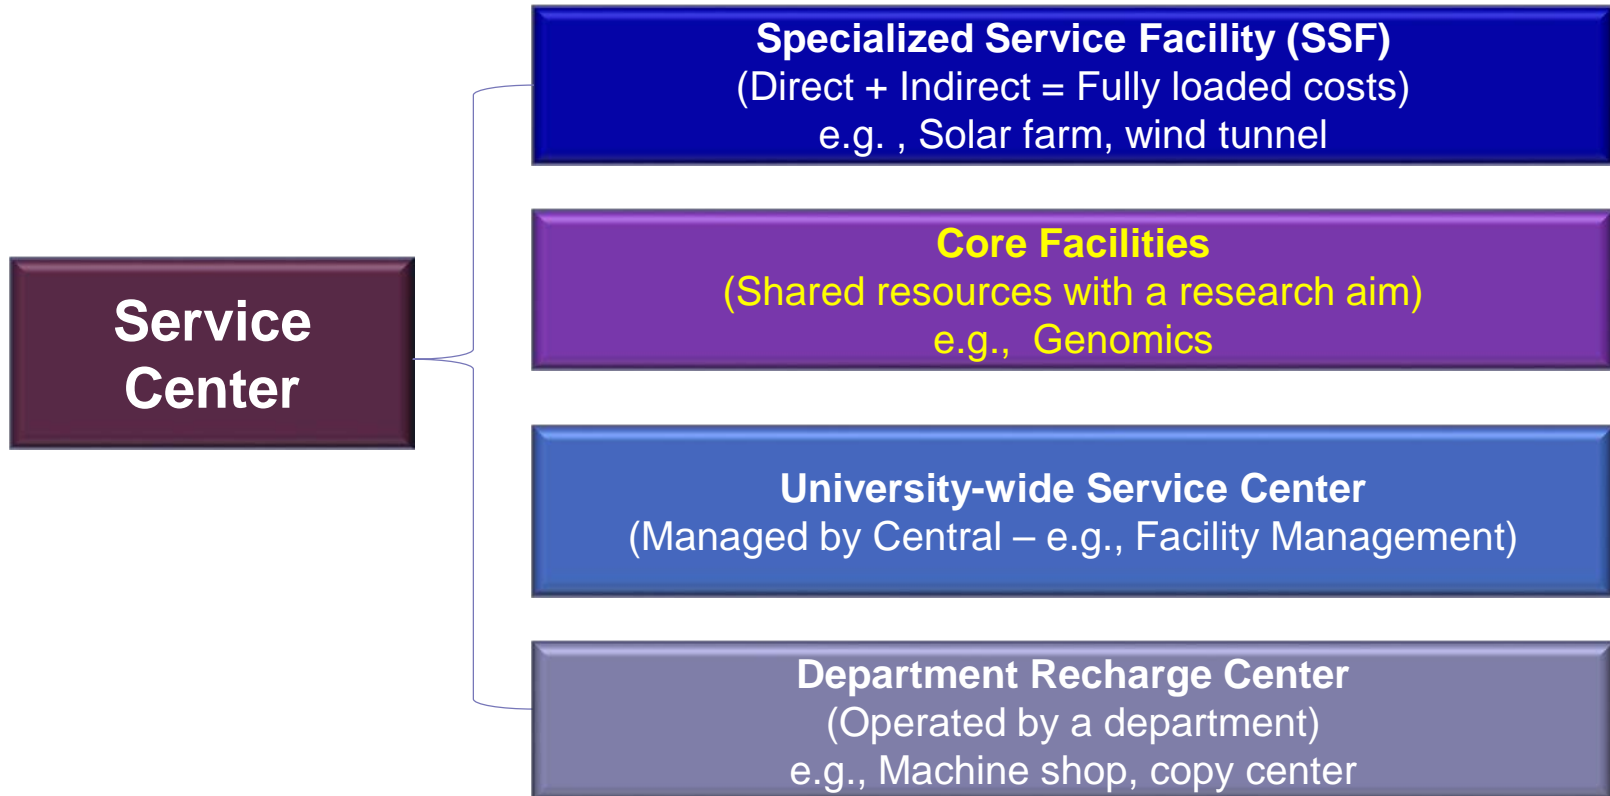 Service
Center
Specialized Service Facility (SSF)
(Direct + Indirect = Fully loaded costs)
e.g. , Solar farm, wind tunnel
Core Facilities
(Shared resources with a research aim)
e.g.,  Genomics
University-wide Service Center
(Managed by Central – e.g., Facility Management)
Department Recharge Center
(Operated by a department)
e.g., Machine shop, copy center